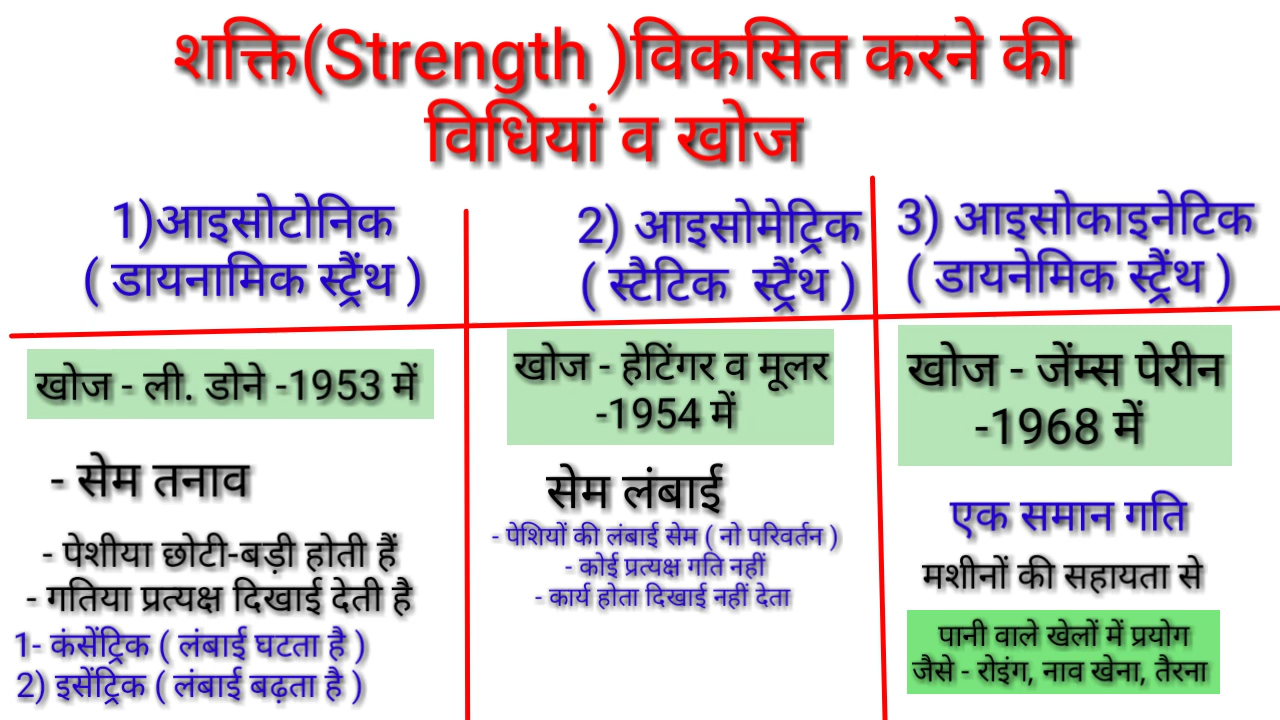 शक्ति(Strength )विकसित करने की
विधियां व खोज
1)आइसोटोनिक
( डायनामिक स्ट्रैंथ )
खोज - ली. डोने -1953 में
- सेम तनाव
- पेशीया छोटी-बड़ी होती हैं
- गतिया प्रत्यक्ष दिखाई देती है
1- कंसेंट्रिक ( लंबाई घटता है )
2) इसेंट्रिक ( लंबाई बढ़ता है )
2) आइसोमेट्रिक
( स्टैटिक स्ट्रैंथ )
खोज - हेटिंगर व मूलर
-1954 में
सेम लंबाई
- पेशियों की लंबाई सेम ( नो परिवर्तन )
- कोई प्रत्यक्ष गति नहीं
- कार्य होता दिखाई नहीं देता
3) आइसोकाइनेटिक
( डायनेमिक स्ट्रैंथ )
खोज - जेंम्स पेरीन
-1968 में
एक समान गति
मशीनों की सहायता से
पानी वाले खेलों में प्रयोग
जैसे - रोइंग, नाव खेना, तैरना